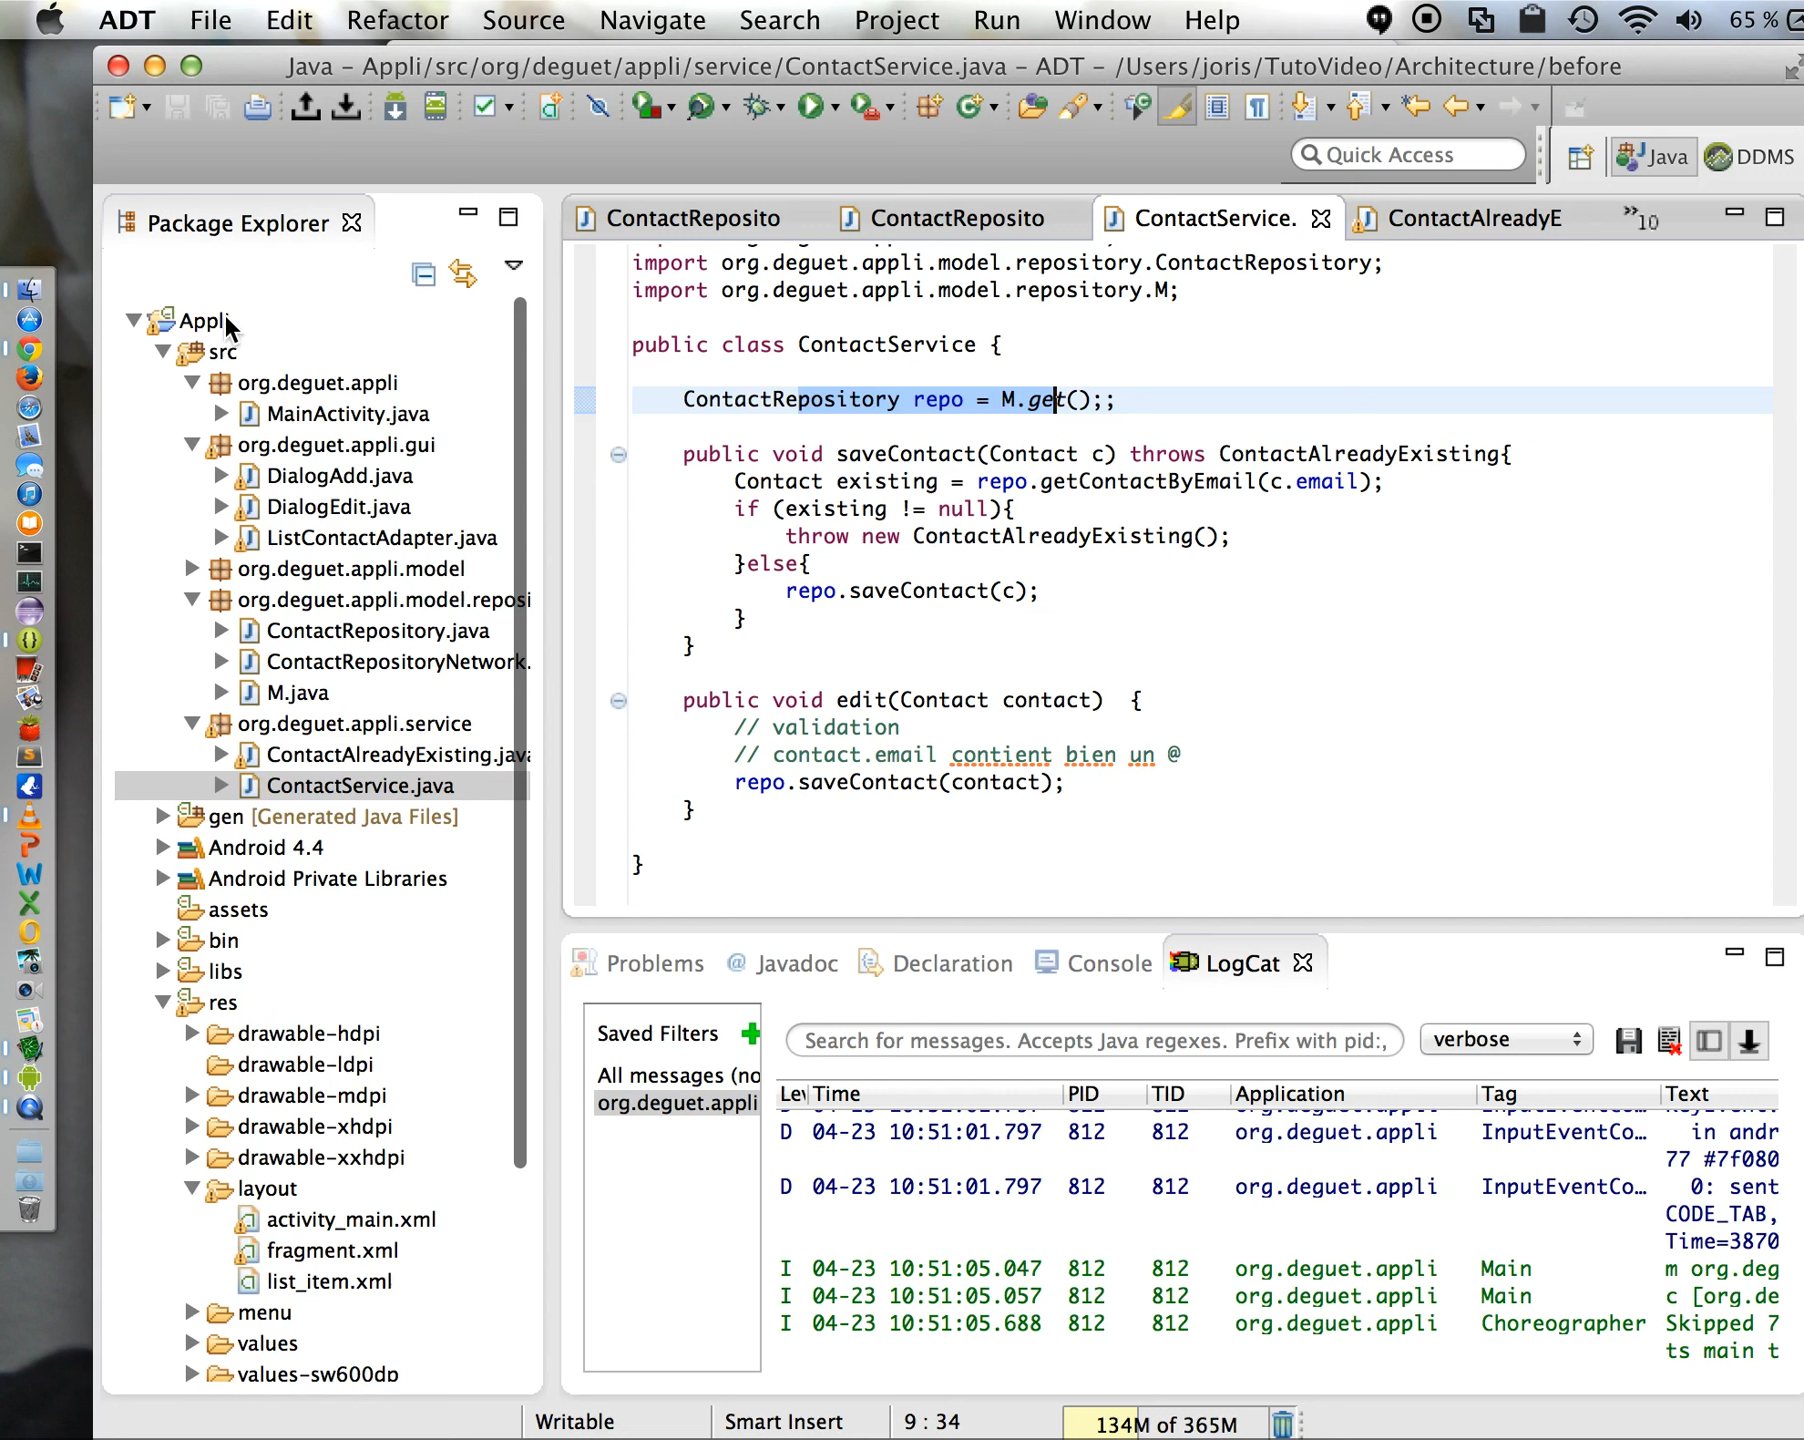 ADT File Edit Refactor Source Navigate Search Project Run Window Help 65 %
Java - Appli/src/org/deguet/appli/service/ContactService.java - ADT - /Users/joris/TutoVideo/Architecture/before
Quick Access
Java
DDMS
Package Explorer
Appli
src
org.deguet.appli
MainActivity.java
org.deguet.appli.gui
DialogAdd.java
DialogEdit.java
ListContactAdapter.java
org.deguet.appli.model
org.deguet.appli.model.reposi
ContactRepository.java
ContactRepositoryNetwork.
M.java
org.deguet.appli.service
ContactAlreadyExisting.java
ContactService.java
gen [Generated Java Files]
Android 4.4
Android Private Libraries
assets
bin
libs
res
drawable-hdpi
drawable-ldpi
drawable-mdpi
drawable-xhdpi
drawable-xxhdpi
layout
activity_main.xml
fragment.xml
list_item.xml
menu
values
values-sw600dp
ContactReposito
ContactReposito
ContactService.
ContactAlreadyE
»10
import org.deguet.appli.model.repository.ContactRepository;
import org.deguet.appli.model.repository.M;
public class ContactService {
ContactRepository repo = M.get();;
public void saveContact(Contact c) throws ContactAlreadyExisting{
Contact existing = repo.getContactByEmail(c.email);
if (existing != null){
throw new ContactAlreadyExisting();
}else{
repo.saveContact(c);
}
}
public void edit(Contact contact) {
// validation
// contact.email contient bien un @
repo.saveContact(contact);
}
}
Problems
@ Javadoc
Declaration
Console
LogCat
Saved Filters
All messages (no
org.deguet.appli
Search for messages. Accepts Java regexes. Prefix with pid:,
verbose
Lev Time PID TID Application Tag Text
D 04-23 10:51:01.797 812 812 org.deguet.appli InputEventCo... in andr
77 #7f080
D 04-23 10:51:01.797 812 812 org.deguet.appli InputEventCo... 0: sent
CODE_TAB,
Time=3870
I 04-23 10:51:05.047 812 812 org.deguet.appli Main m org.deg
I 04-23 10:51:05.057 812 812 org.deguet.appli Main c [org.de
I 04-23 10:51:05.688 812 812 org.deguet.appli Choreographer Skipped 7
ts main t
Writable
Smart Insert
9 : 34
134M of 365M